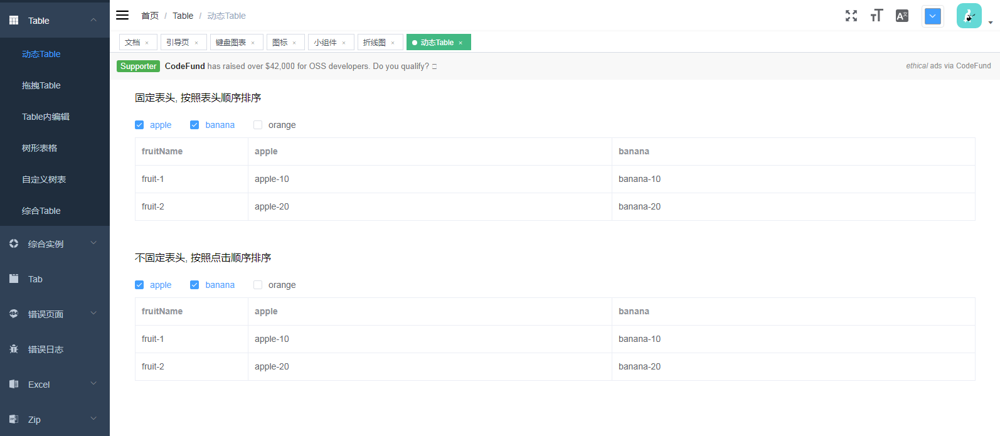 Table
动态Table
拖拽Table
Table内编辑
树形表格
自定义树表
综合Table
综合实例
Tab
错误页面
错误日志
Excel
Zip
首页 / Table / 动态Table
文档 × 引导页 × 键盘图表 × 图标 × 小组件 × 折线图 × 动态Table ×
Supporter CodeFund has raised over $42,000 for OSS developers. Do you qualify? ethical ads via CodeFund
固定表头, 按照表头顺序排序
apple banana orange
fruitName apple banana
fruit-1 apple-10 banana-10
fruit-2 apple-20 banana-20
不固定表头, 按照点击顺序排序
apple banana orange
fruitName apple banana
fruit-1 apple-10 banana-10
fruit-2 apple-20 banana-20